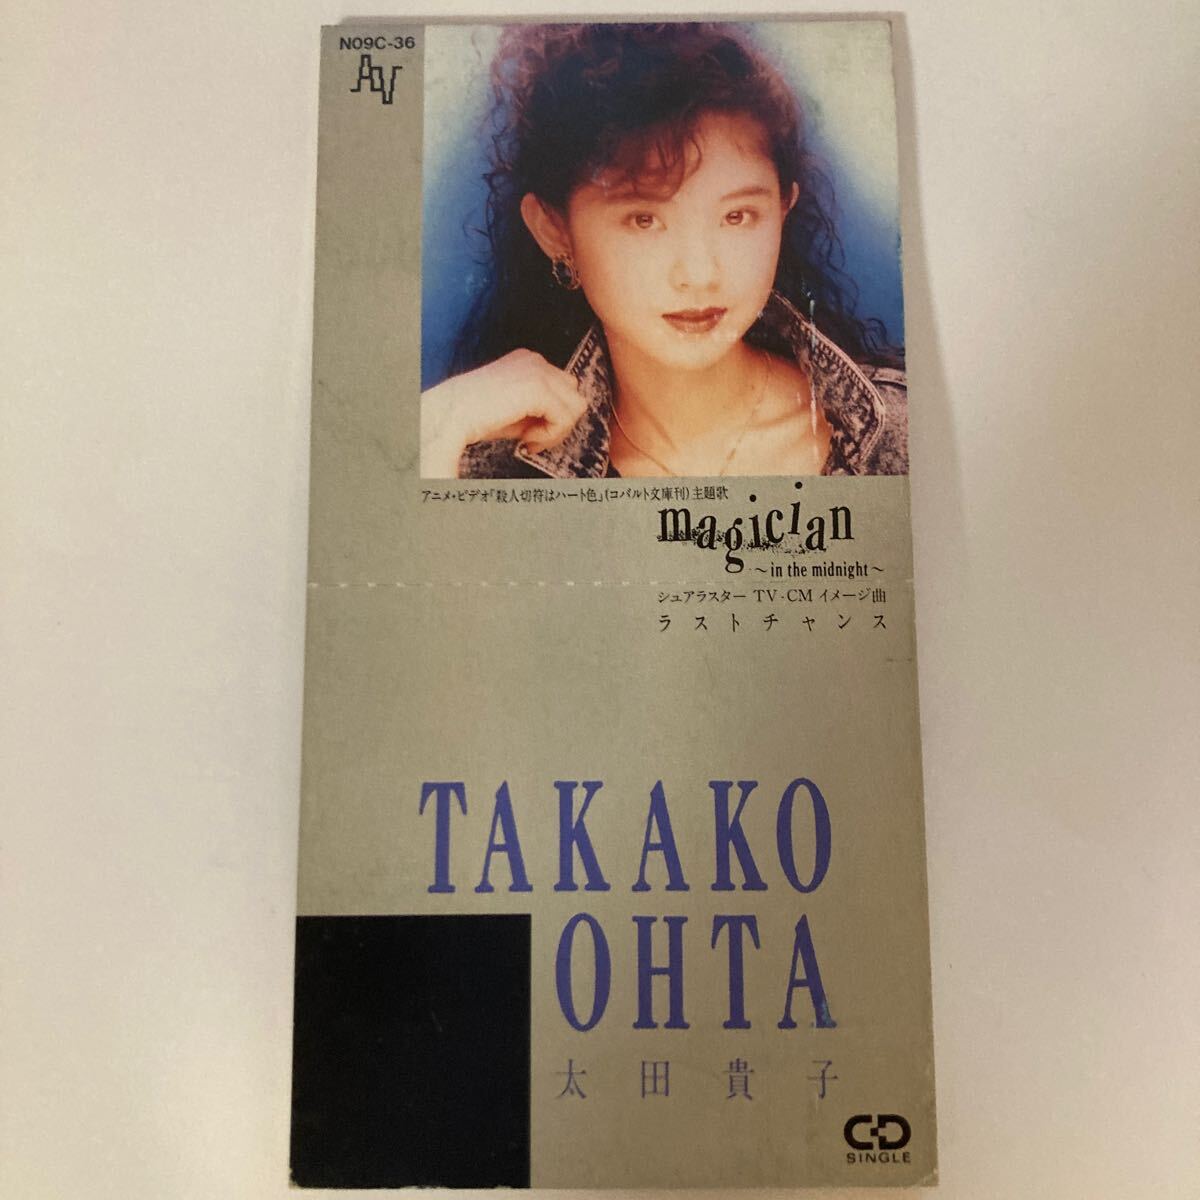 N09C-36
AV
アニメ・ビデオ「殺人切符はハート色」(コバルト文庫刊)主題歌
magician
〜in the midnight〜
シュアラスター TV-CM イメージ曲
ラストチャンス
TAKAKO
OHTA
太田貴子
CD
SINGLE